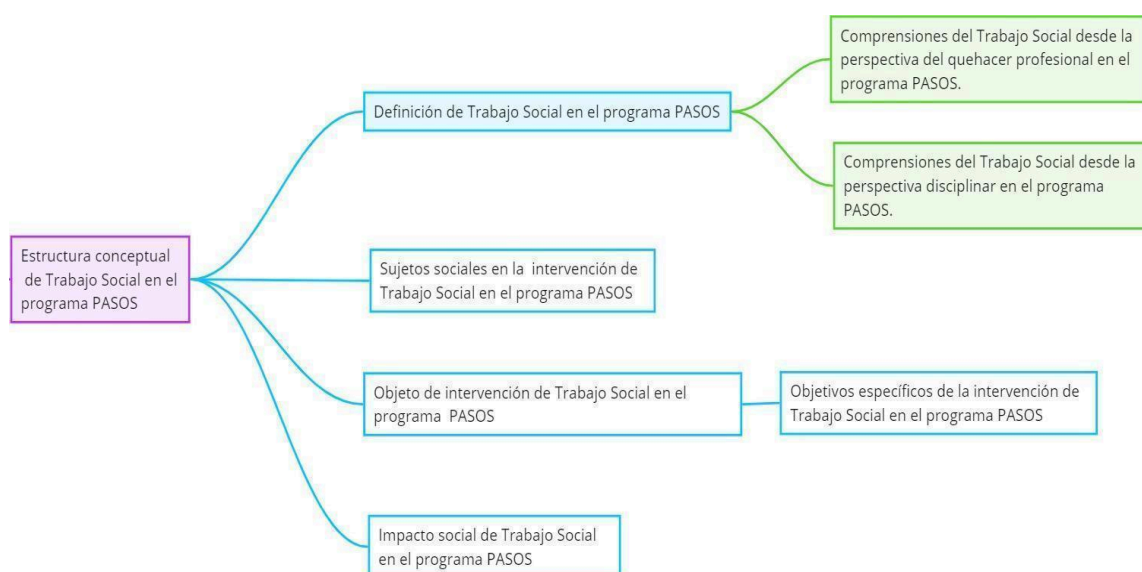 Estructura conceptual
de Trabajo Social en el
programa PASOS
Definición de Trabajo Social en el programa PASOS
Comprensiones del Trabajo Social desde la
perspectiva del quehacer profesional en el
programa PASOS.
Comprensiones del Trabajo Social desde la
perspectiva disciplinar en el programa
PASOS.
Sujetos sociales en la intervención de
Trabajo Social en el programa PASOS
Objeto de intervención de Trabajo Social en el
programa PASOS
Objetivos específicos de la intervención de
Trabajo Social en el programa PASOS
Impacto social de Trabajo Social
en el programa PASOS